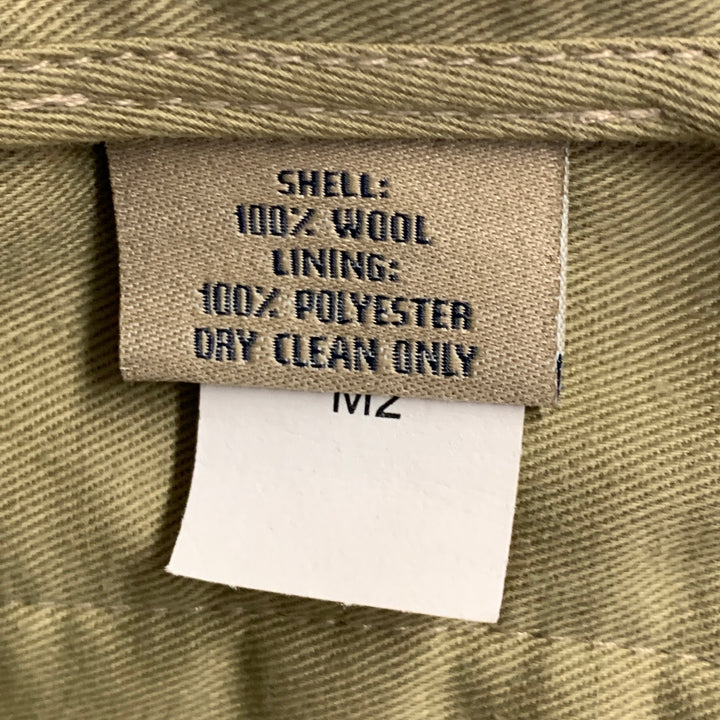 SHELL:
100% WOOL
LINING:
100% POLYESTER
DRY CLEAN ONLY
M2